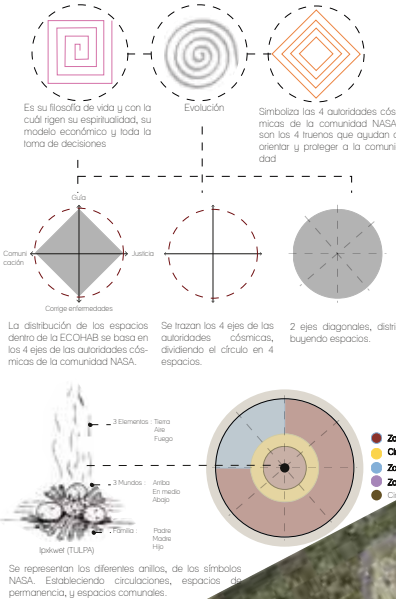 Es su filosofía de vida y con la
cuál rigen su espiritualidad, su
modelo económico y toda la
toma de decisiones
Evolución
Simboliza las 4 autoridades cós-
micas de la comunidad NASA
son los 4 truenos que ayudan
orientar y proteger a la comuni
dad
Guía
Comuni
cación
Justicia
Corrige enfermedades
La distribución de los espacios
dentro de la ECOHAB se basa en
los 4 ejes de las autoridades cós-
micas de la comunidad NASA.
Se trazan los 4 ejes de las
autoridades cósmicas,
dividiendo el círculo en 4
espacios.
2 ejes diagonales, distri
buyendo espacios.
3 Elementos : Tierra
Aire
Fuego
3 Mundos : Arriba
En medio
Abajo
Familia : Padre
Madre
Hijo
Ipxkwet (TULPA)
Se representan los diferentes anillos, de los símbolos
NASA. Estableciendo circulaciones, espacios de
permanencia, y espacios comunales.